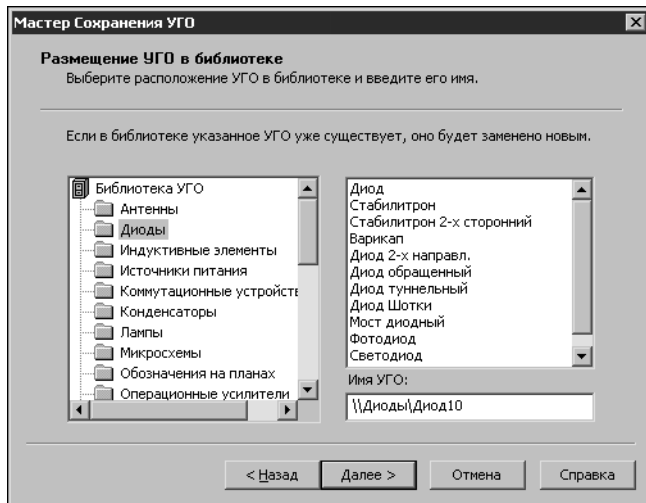 Мастер Сохранения УГО
Размещение УГО в библиотеке
Выберите расположение УГО в библиотеке и введите его имя.
Если в библиотеке указанное УГО уже существует, оно будет заменено новым.
Библиотека УГО
Антенны
Диоды
Индуктивные элементы
Источники питания
Коммутационные устройств
Конденсаторы
Лампы
Микросхемы
Обозначения на планах
Операционные усилители
Диод
Стабилитрон
Стабилитрон 2-х сторонний
Варикап
Диод 2-х направл.
Диод обращенный
Диод туннельный
Диод Шотки
Мост диодный
Фотодиод
Светодиод
Имя УГО:
\\Диоды\Диод10
< Назад
Далее >
Отмена
Справка